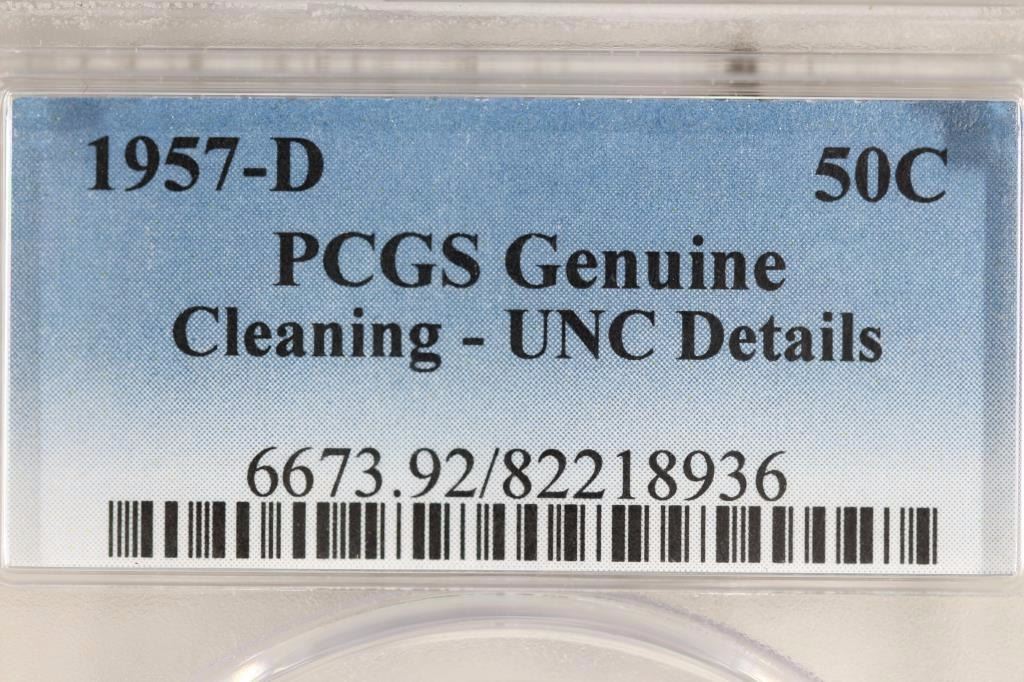 1957-D 50C
PCGS Genuine
Cleaning - UNC Details
6673.92/82218936